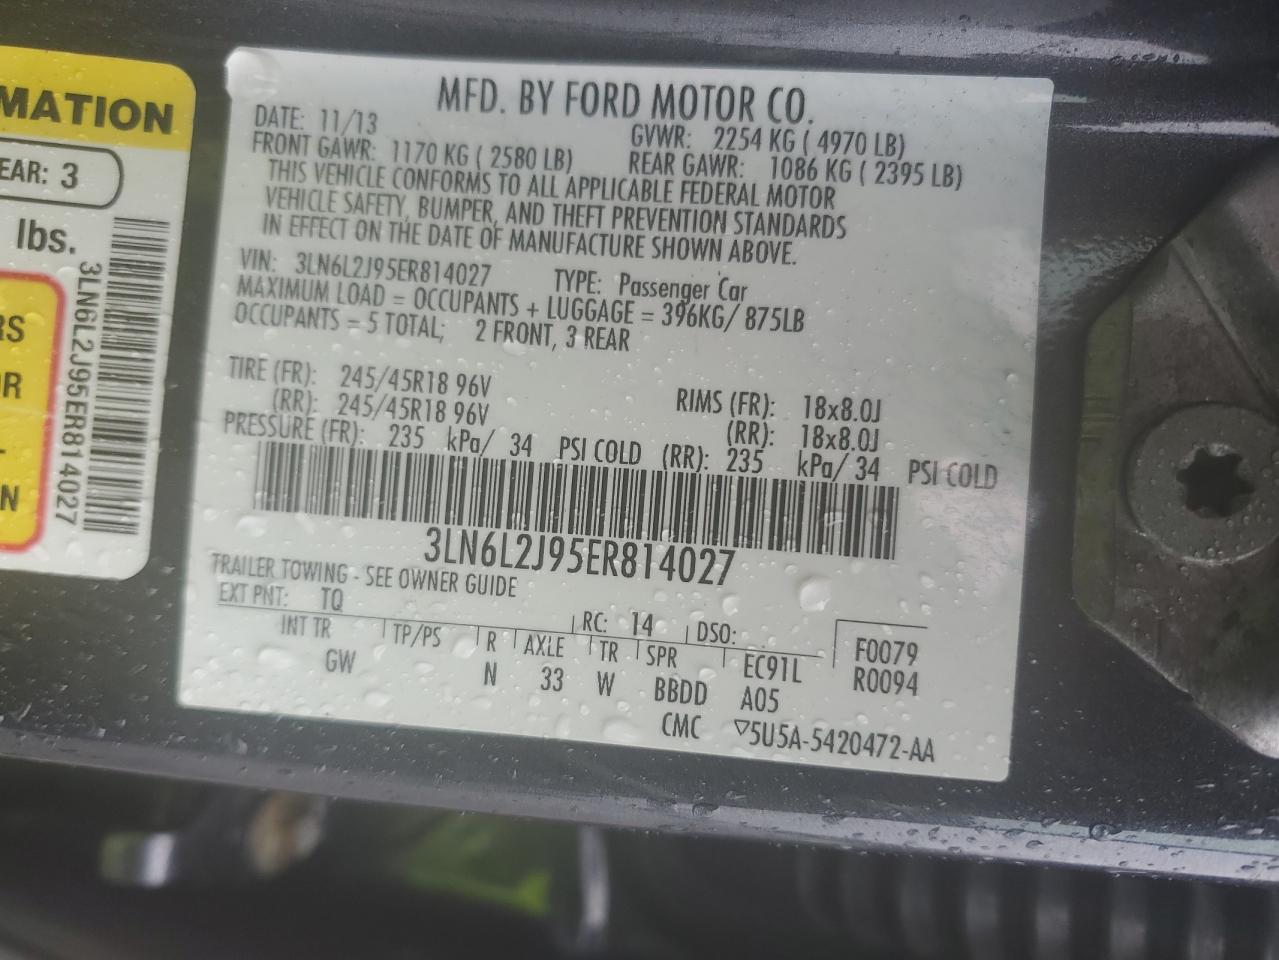 MATION
EAR: 3
lbs.
RS
OR
N
3LN6L2J95ER814027
MFD. BY FORD MOTOR CO.
DATE: 11/13 GVWR: 2254 KG ( 4970 LB)
FRONT GAWR: 1170 KG ( 2580 LB) REAR GAWR: 1086 KG ( 2395 LB)
THIS VEHICLE CONFORMS TO ALL APPLICABLE FEDERAL MOTOR
VEHICLE SAFETY, BUMPER, AND THEFT PREVENTION STANDARDS
IN EFFECT ON THE DATE OF MANUFACTURE SHOWN ABOVE.
VIN: 3LN6L2J95ER814027 TYPE: Passenger Car
MAXIMUM LOAD = OCCUPANTS + LUGGAGE = 396KG/ 875LB
OCCUPANTS = 5 TOTAL; 2 FRONT, 3 REAR
TIRE (FR): 245/45R18 96V RIMS (FR): 18x8.0J
(RR): 245/45R18 96V (RR): 18x8.0J
PRESSURE (FR): 235 kPa/ 34 PSI COLD (RR): 235 kPa/ 34 PSI COLD
3LN6L2J95ER814027
TRAILER TOWING - SEE OWNER GUIDE
EXT PNT: TQ RC: 14 DSO: F0079
INT TR TP/PS R AXLE TR SPR EC91L R0094
GW N 33 W BBDD A05
CMC ▽5U5A-5420472-AA